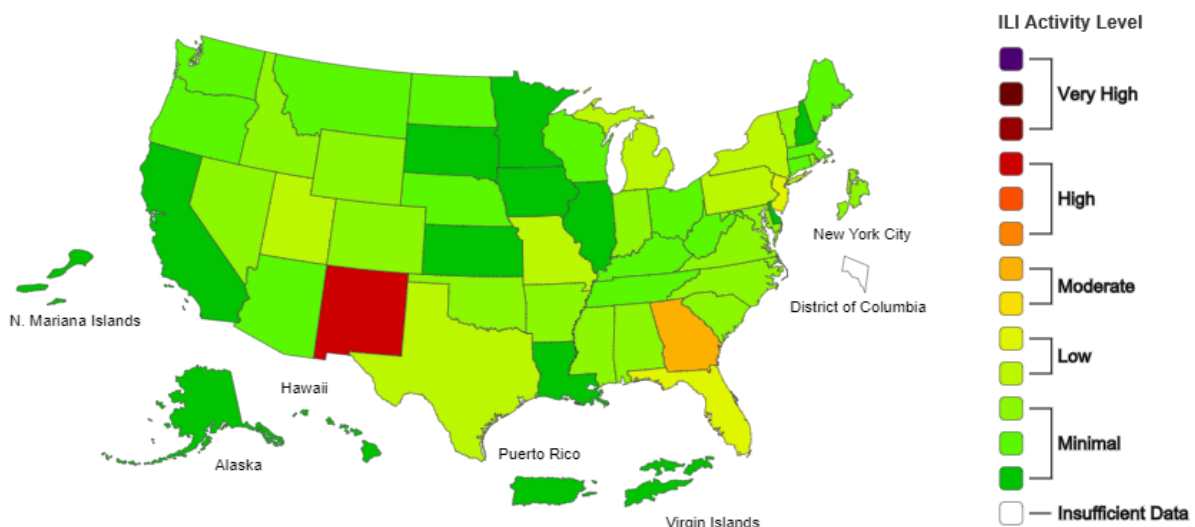 ILI Activity Level
Very High
High
Moderate
Low
Minimal
Insufficient Data
New York City
District of Columbia
N. Mariana Islands
Hawaii
Alaska
Puerto Rico
Virgin Islands